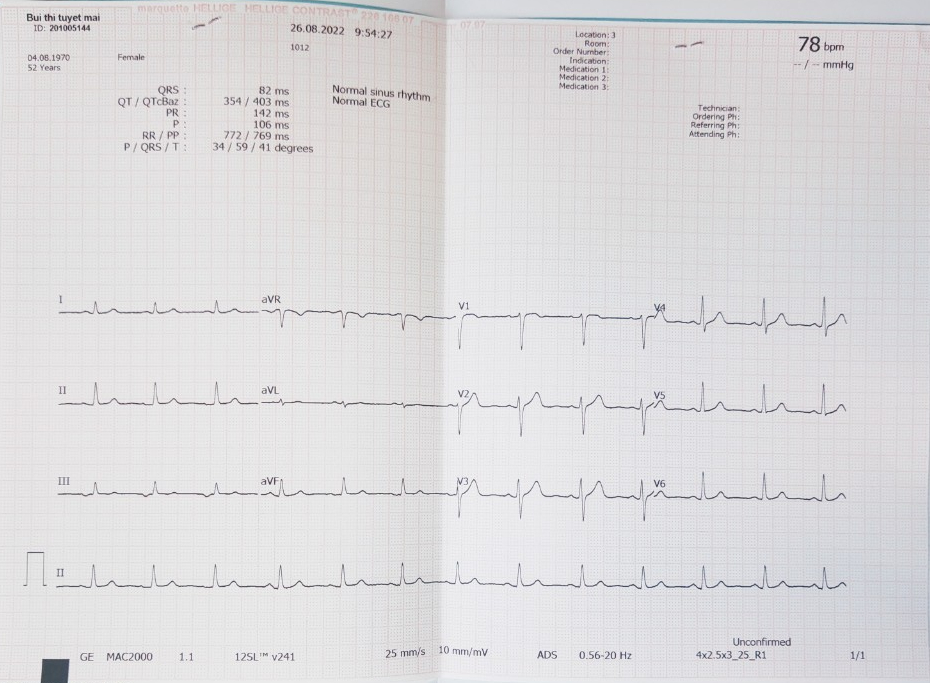 marquette HELLIGE HELLIGE CONTRAST® 226 168 07
07.07
Bui thi tuyet mai
ID: 201005144
26.08.2022 9:54:27
1012
04.08.1970
Female
52 Years
Location: 3
Room:
Order Number:
Indication:
Medication 1:
Medication 2:
Medication 3:
78 bpm
-- / -- mmHg
Technician:
Ordering Ph:
Referring Ph:
Attending Ph:
QRS : 82 ms
QT / QTcBaz : 354 / 403 ms
PR : 142 ms
P : 106 ms
RR / PP : 772 / 769 ms
P / QRS / T : 34 / 59 / 41 degrees
Normal sinus rhythm
Normal ECG
I aVR V1 V4
II aVL V2 V5
III aVF V3 V6
II
Unconfirmed
GE MAC2000 1.1 12SL™ v241 25 mm/s 10 mm/mV ADS 0.56-20 Hz 4x2.5x3_25_R1 1/1